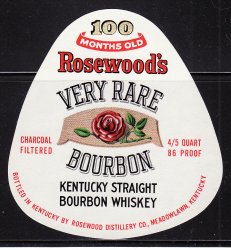 100
MONTHS OLD
Rosewood's
VERY RARE
CHARCOAL
FILTERED
4/5 QUART
86 PROOF
BOURBON
KENTUCKY STRAIGHT
BOURBON WHISKEY
BOTTLED IN KENTUCKY BY ROSEWOOD DISTILLERY CO., MEADOWLAWN, KENTUCKY